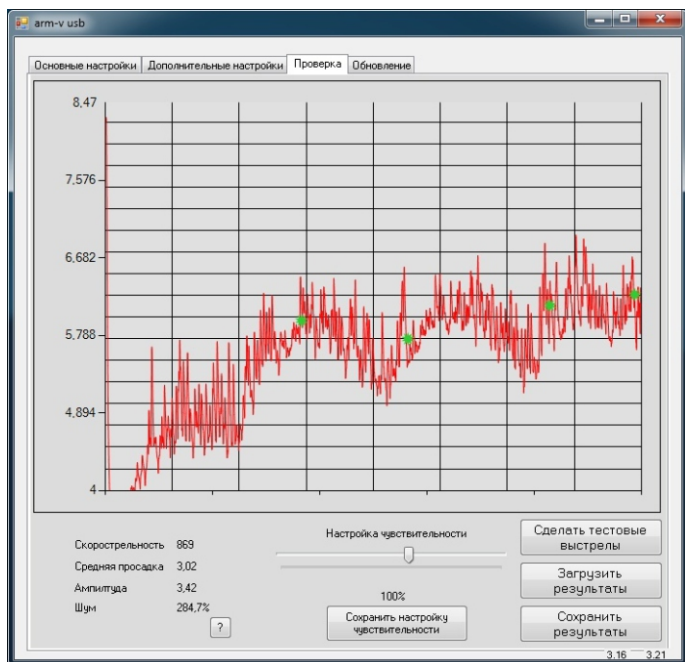 arm-v usb
Основные настройки Дополнительные настройки Проверка Обновление
8,47
7,576
6,682
5,788
4,894
4
Скорострельность 869
Средняя просадка 3,02
Ампилтуда 3,42
Шум 284,7%
?
Настройка чувствительности
100%
Сохранить настройку
чувствительности
Сделать тестовые
выстрелы
Загрузить
результаты
Сохранить
результаты
3.16 3.21